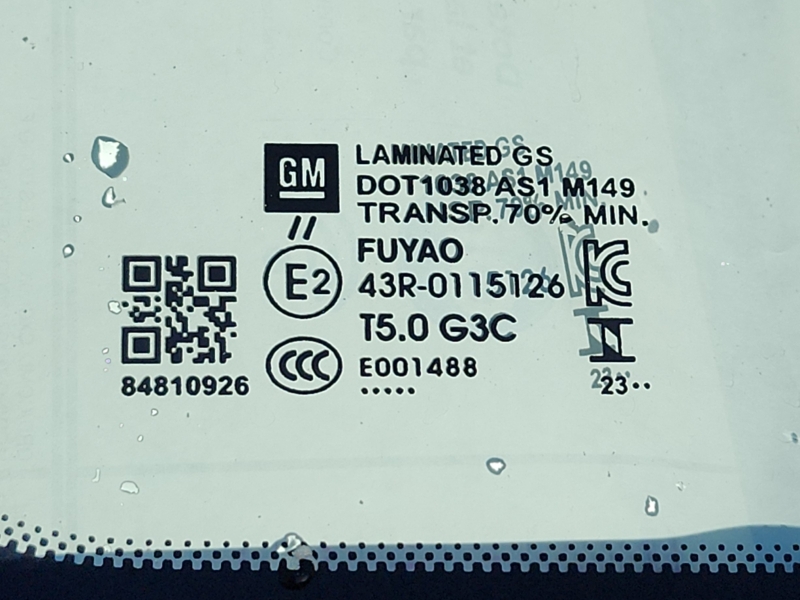 GM
LAMINATED GS
DOT1038 AS1 M149
TRANSP. 70% MIN.
//
E2
FUYAO
43R-0115126
T5.0 G3C
CCC
E001488
.....
84810926
23..